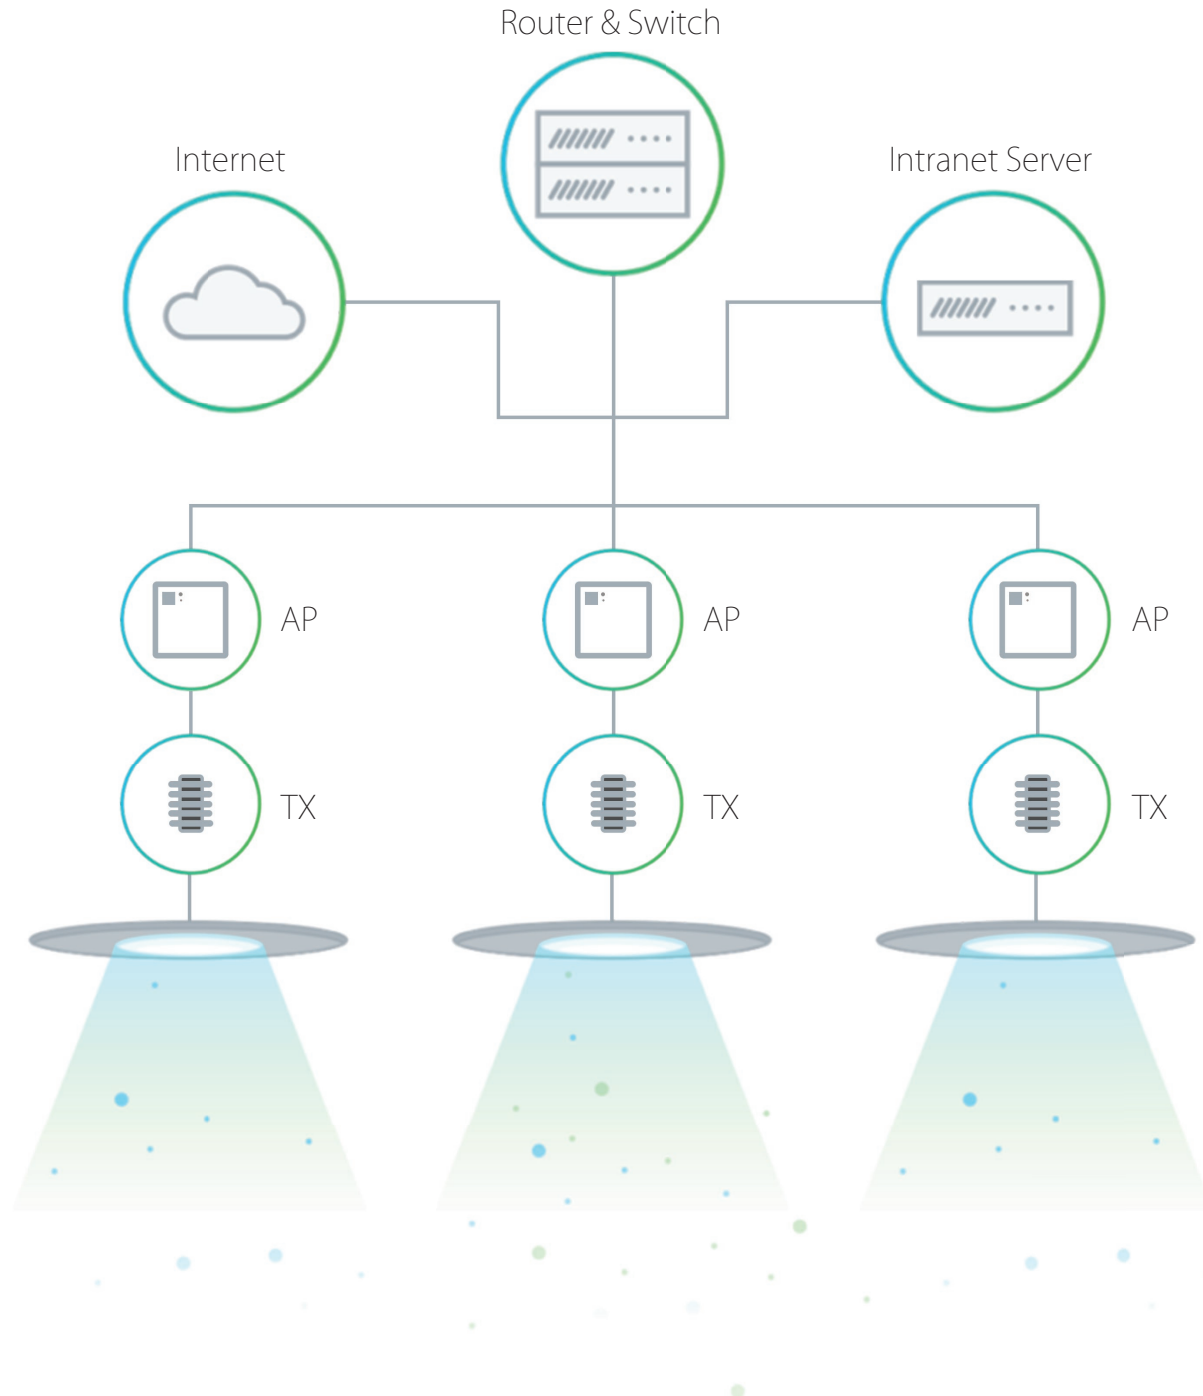 Router & Switch
Internet
Intranet Server
AP
AP
AP
TX
TX
TX